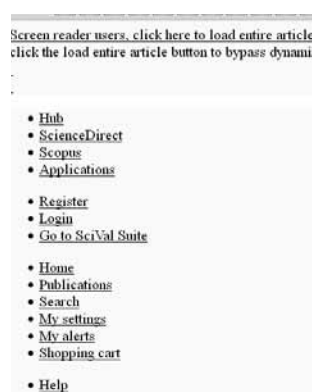 Screen reader users, click here to load entire article
click the load entire article button to bypass dynami
• Hub
• ScienceDirect
• Scopus
• Applications
• Register
• Login
• Go to SciVal Suite
• Home
• Publications
• Search
• My settings
• My alerts
• Shopping cart
• Help